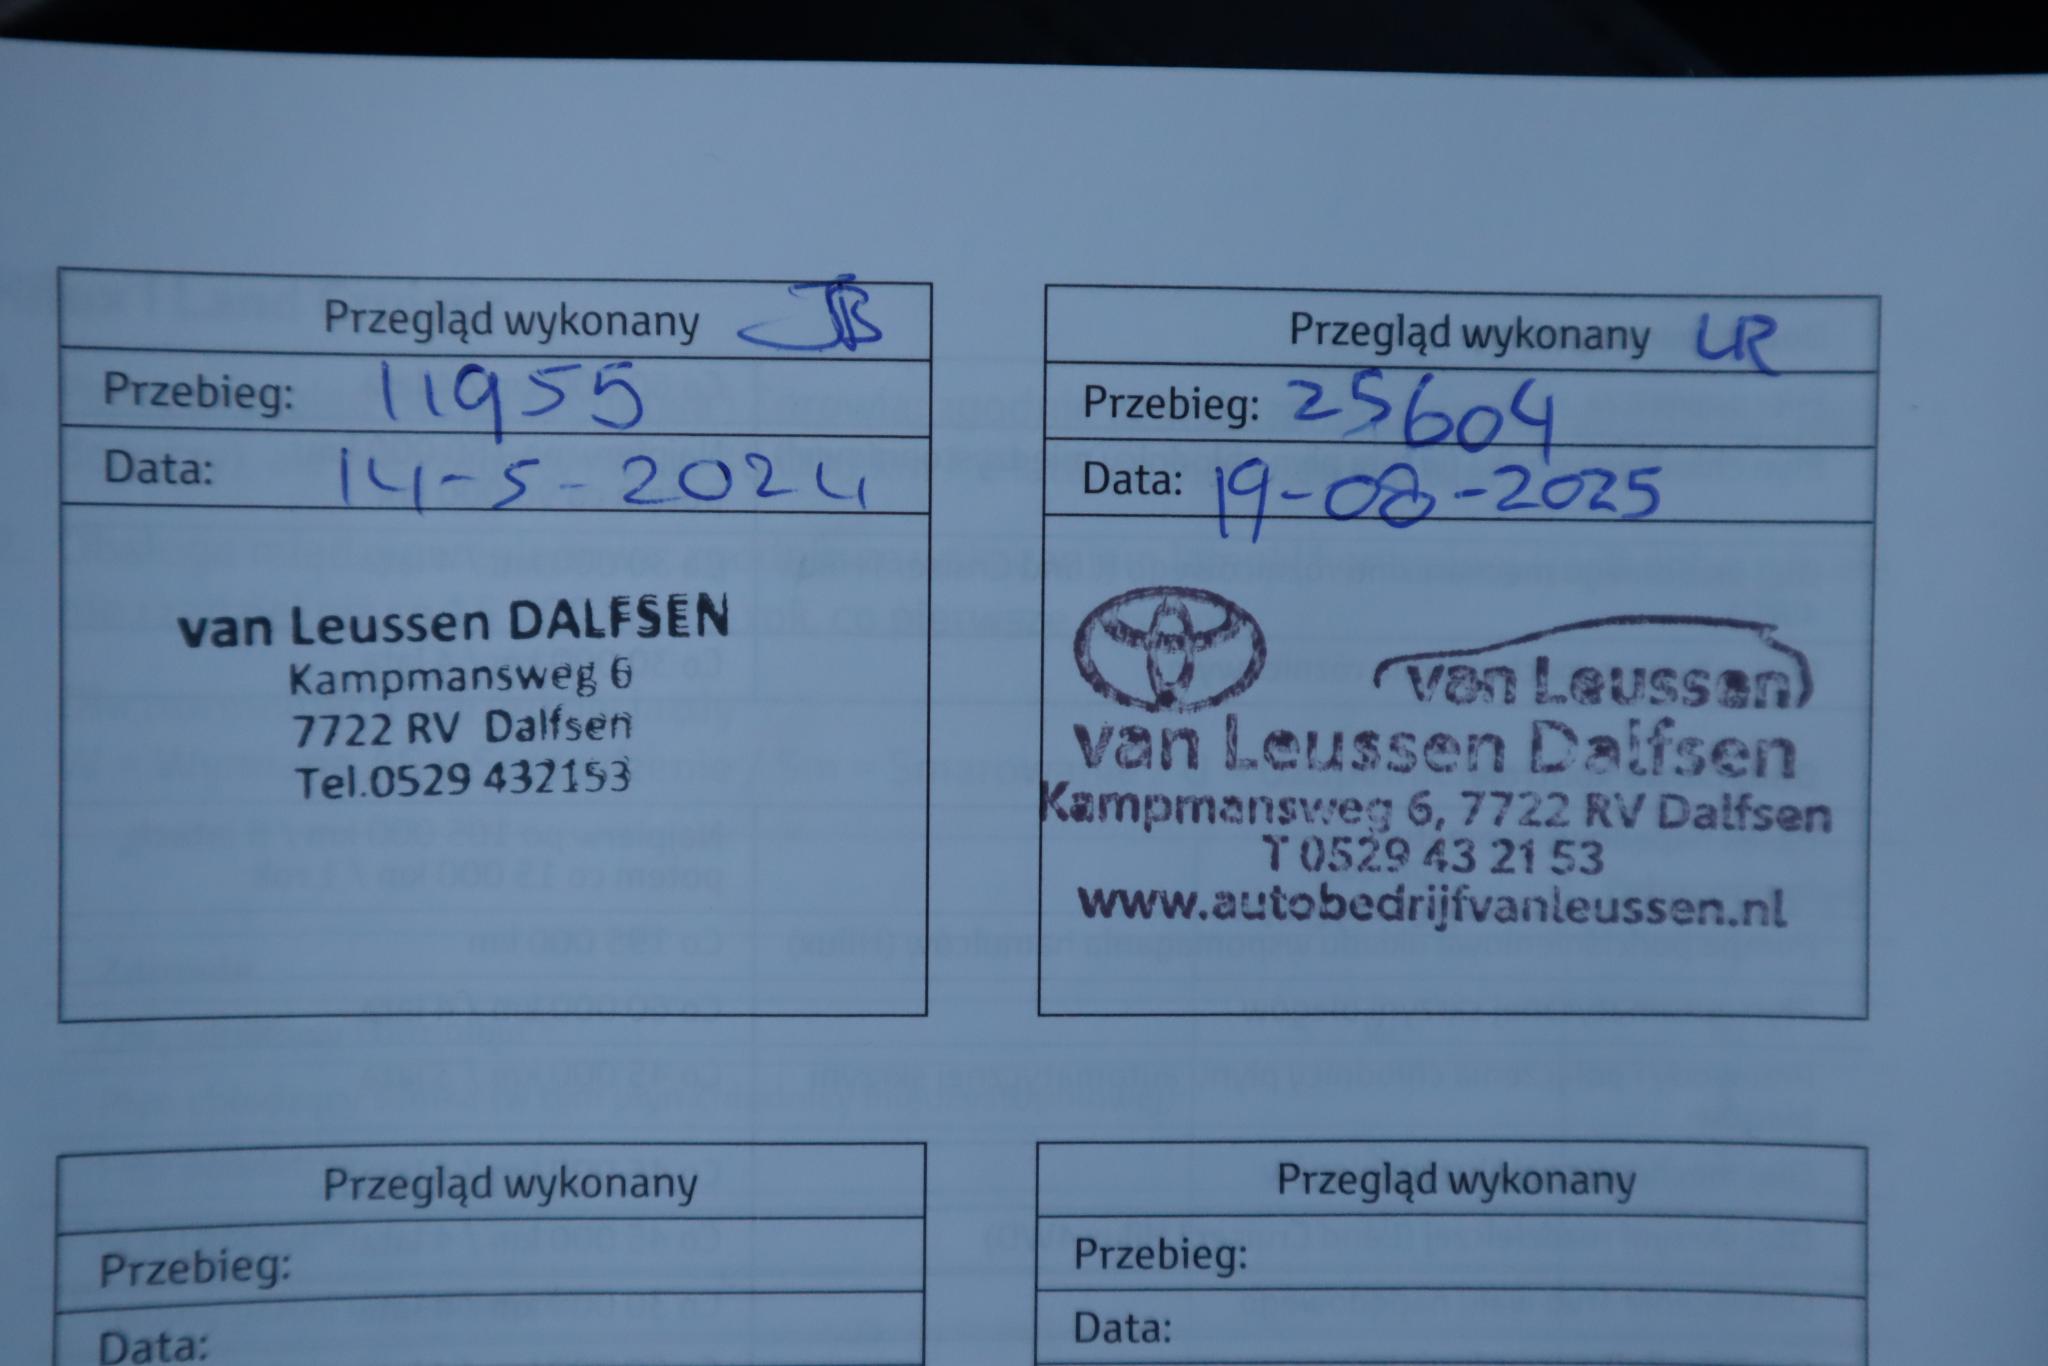 Przegląd wykonany JB
Przebieg: 11955
Data: 14-5-2024
van Leussen DALFSEN
Kampmansweg 6
7722 RV Dalfsen
Tel.0529 432153
Przegląd wykonany LR
Przebieg: 25604
Data: 19-08-2025
van Leussen
van Leussen Dalfsen
Kampmansweg 6, 7722 RV Dalfsen
T 0529 43 21 53
www.autobedrijfvanleussen.nl
Przegląd wykonany
Przebieg:
Data:
Przegląd wykonany
Przebieg:
Data: